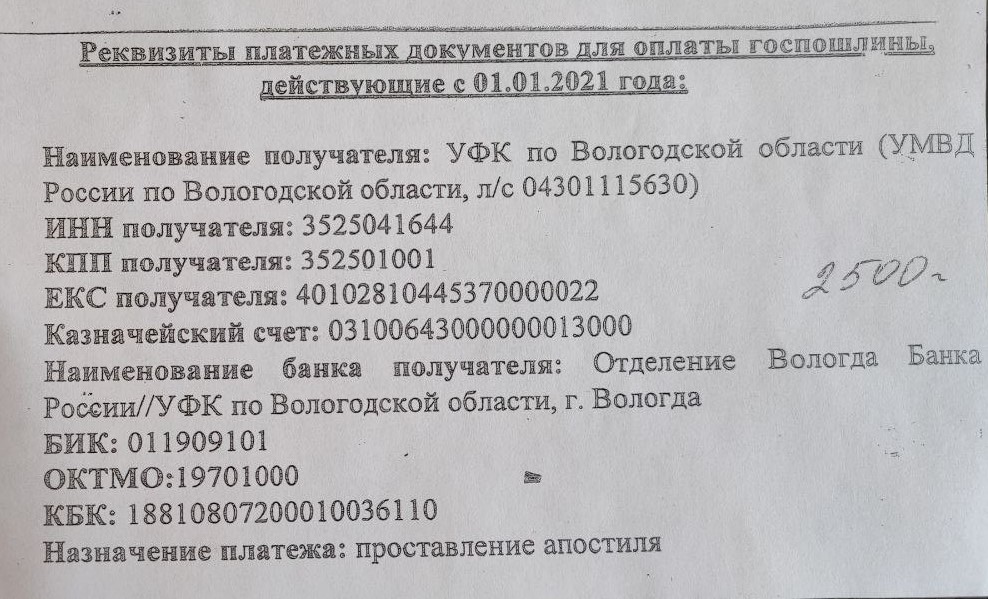 Реквизиты платежных документов для оплаты госпошлины,
действующие с 01.01.2021 года:
Наименование получателя: УФК по Вологодской области (УМВД
России по Вологодской области, л/с 04301115630)
ИНН получателя: 3525041644
КПП получателя: 352501001
ЕКС получателя: 40102810445370000022
2500-
Казначейский счет: 03100643000000013000
Наименование банка получателя: Отделение Вологда Банка
России//УФК по Вологодской области, г. Вологда
БИК: 011909101
ОКТМО:19701000
КБК: 18810807200010036110
Назначение платежа: проставление апостиля